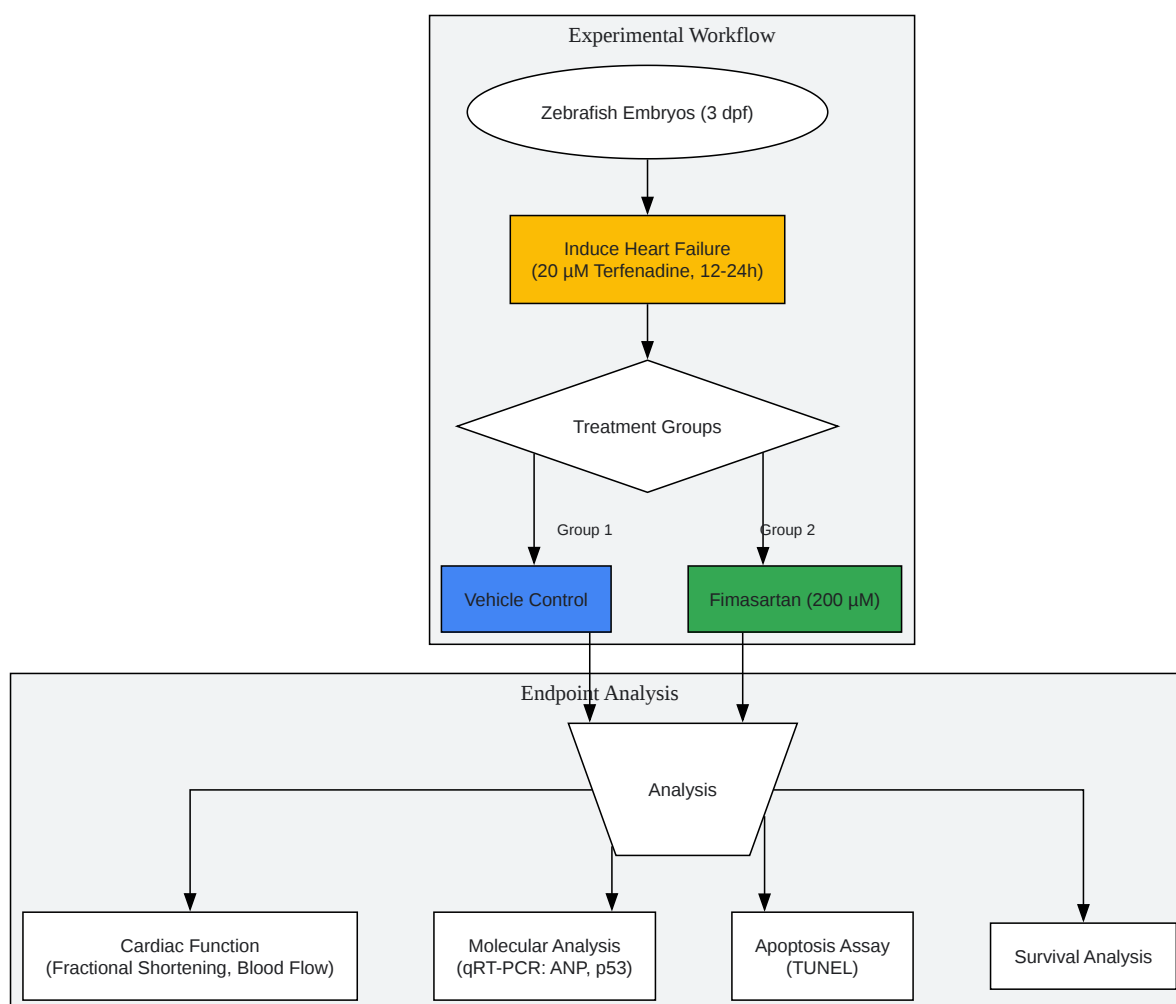 Experimental Workflow
Zebrafish Embryos (3 dpf)
Induce Heart Failure
(20 µM Terfenadine, 12-24h)
Treatment Groups
Group 1
Group 2
Vehicle Control
Fimasartan (200 µM)
Endpoint Analysis
Analysis
Cardiac Function
(Fractional Shortening, Blood Flow)
Molecular Analysis
(qRT-PCR: ANP, p53)
Apoptosis Assay
(TUNEL)
Survival Analysis